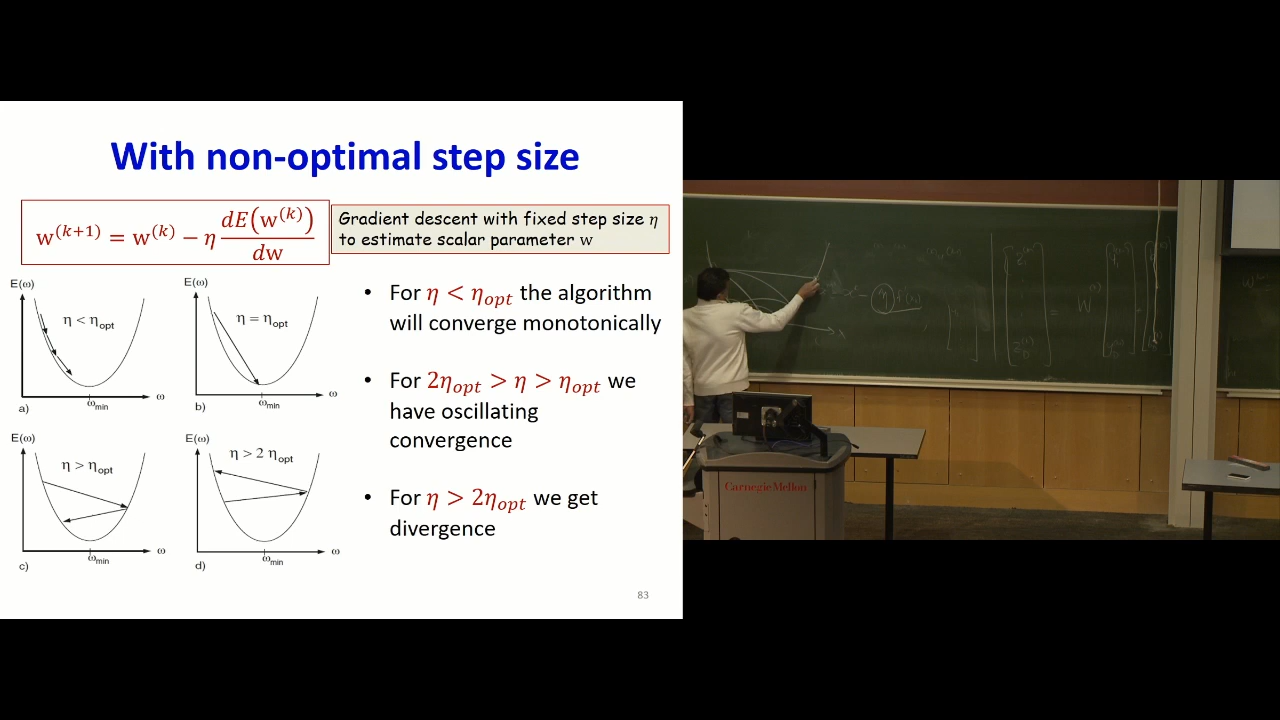 With non-optimal step size
w^(k+1) = w^(k) − η dE(w^(k))/dw
Gradient descent with fixed step size η
to estimate scalar parameter w
E(ω)
η < η_opt
ω
ω_min
a)
E(ω)
η = η_opt
ω
ω_min
b)
E(ω)
η > η_opt
ω
ω_min
c)
E(ω)
η > 2 η_opt
ω
ω_min
d)
• For η < η_opt the algorithm
will converge monotonically
• For 2η_opt > η > η_opt we
have oscillating
convergence
• For η > 2η_opt we get
divergence
83
Carnegie Mellon